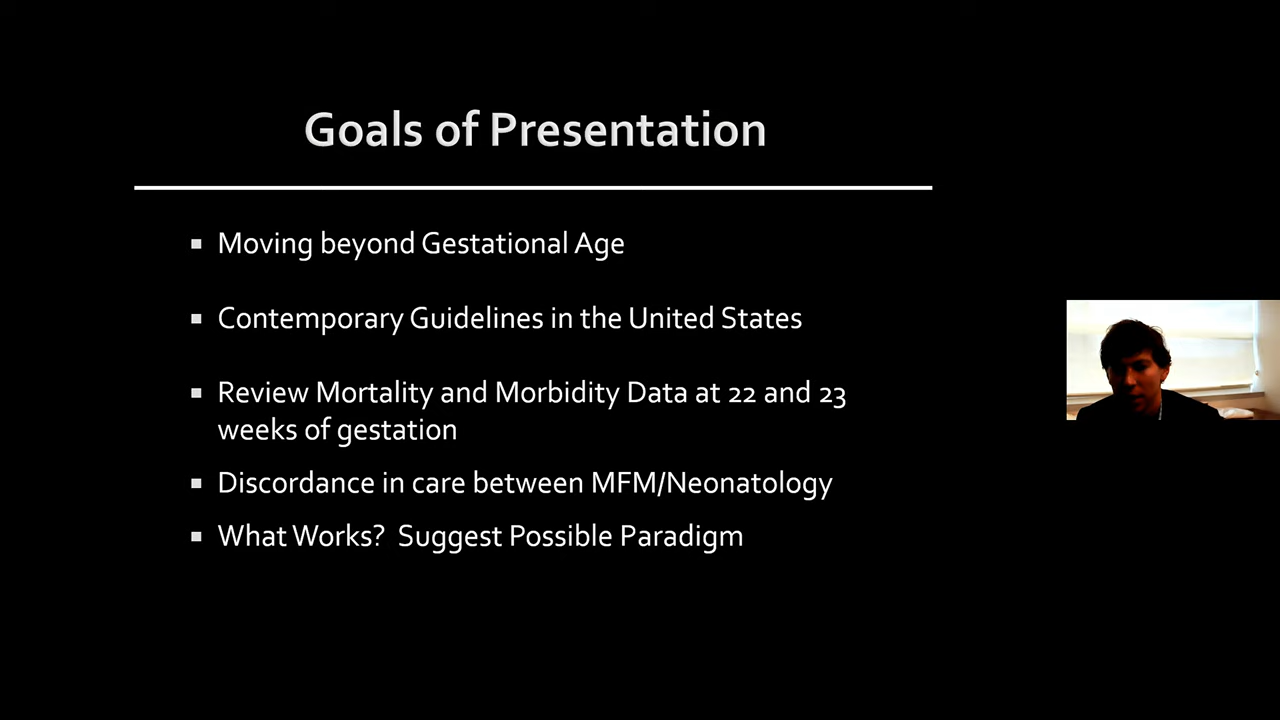 Goals of Presentation
▪ Moving beyond Gestational Age
▪ Contemporary Guidelines in the United States
▪ Review Mortality and Morbidity Data at 22 and 23
weeks of gestation
▪ Discordance in care between MFM/Neonatology
▪ What Works?  Suggest Possible Paradigm